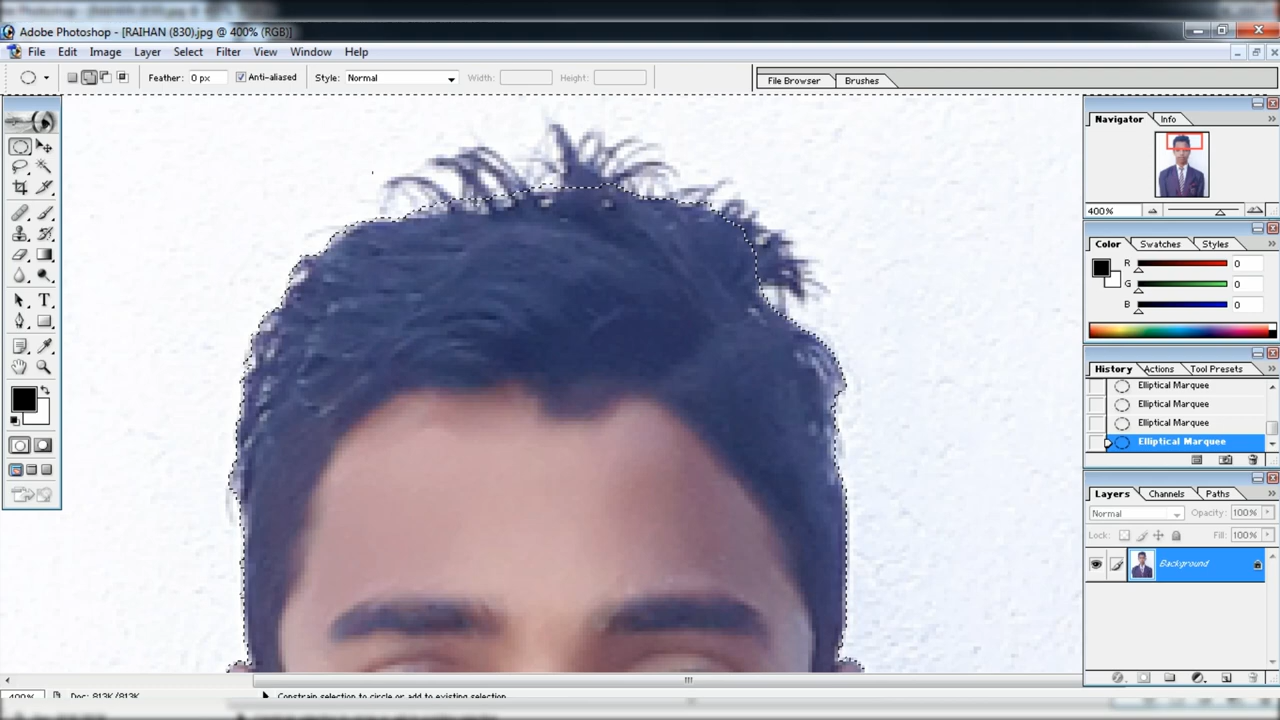 Adobe Photoshop - [RAIHAN (830).jpg @ 400% (RGB)]
File Edit Image Layer Select Filter View Window Help
Feather: 0 px Anti-aliased Style: Normal Width: Height: File Browser Brushes
Navigator Info
400%
Color Swatches Styles
R 0
G 0
B 0
History Actions Tool Presets
Elliptical Marquee
Elliptical Marquee
Elliptical Marquee
Elliptical Marquee
Layers Channels Paths
Normal Opacity: 100%
Lock: Fill: 100%
Background
400% Doc: 813K/813K Constrain selection to circle or add to existing selection.